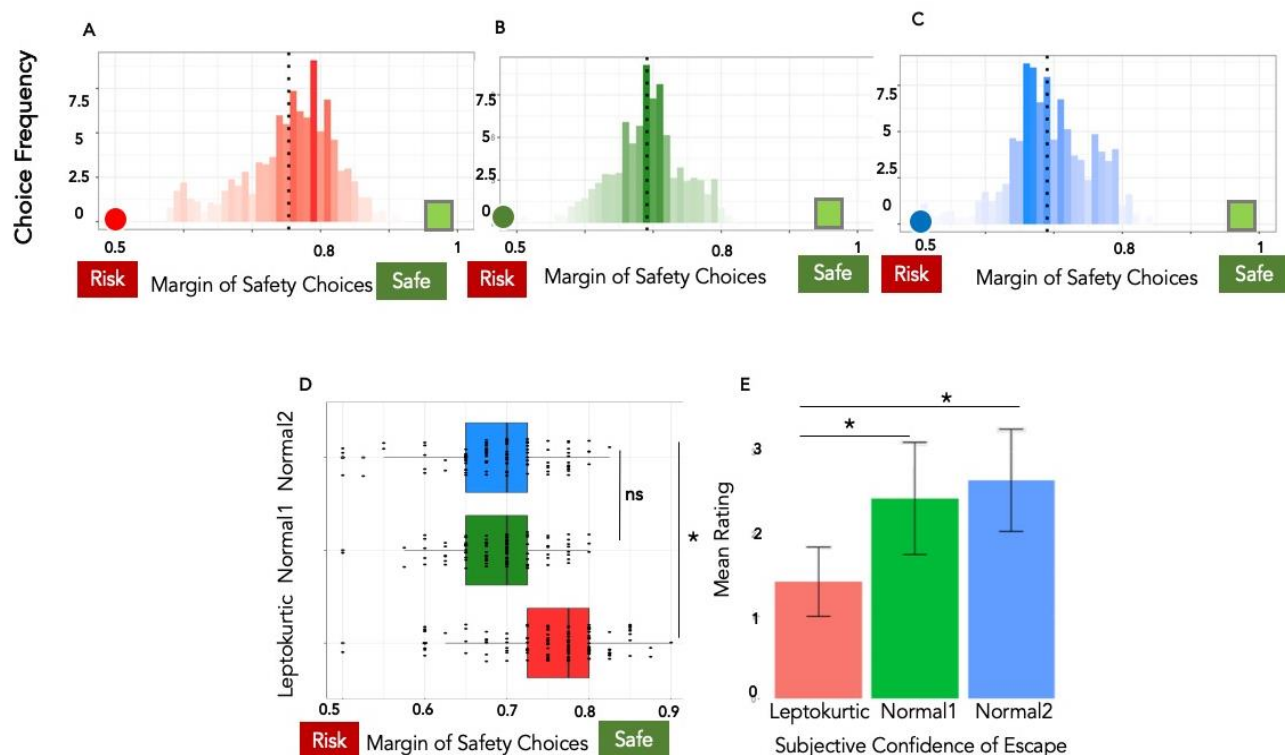 A
B
C
Choice Frequency
7.5
5
2.5
0
0.5
0.8
1
Risk
Margin of Safety Choices
Safe
7.5
5
2.5
0
0.5
0.8
1
Risk
Margin of Safety Choices
Safe
7.5
5
2.5
0
0.5
0.8
1
Risk
Margin of Safety Choices
Safe
D
Leptokurtic Normal1 Normal2
ns
*
0.5
0.6
0.7
0.8
0.9
Risk
Margin of Safety Choices
Safe
E
*
*
Mean Rating
3
2
1
0
Leptokurtic
Normal1
Normal2
Subjective Confidence of Escape